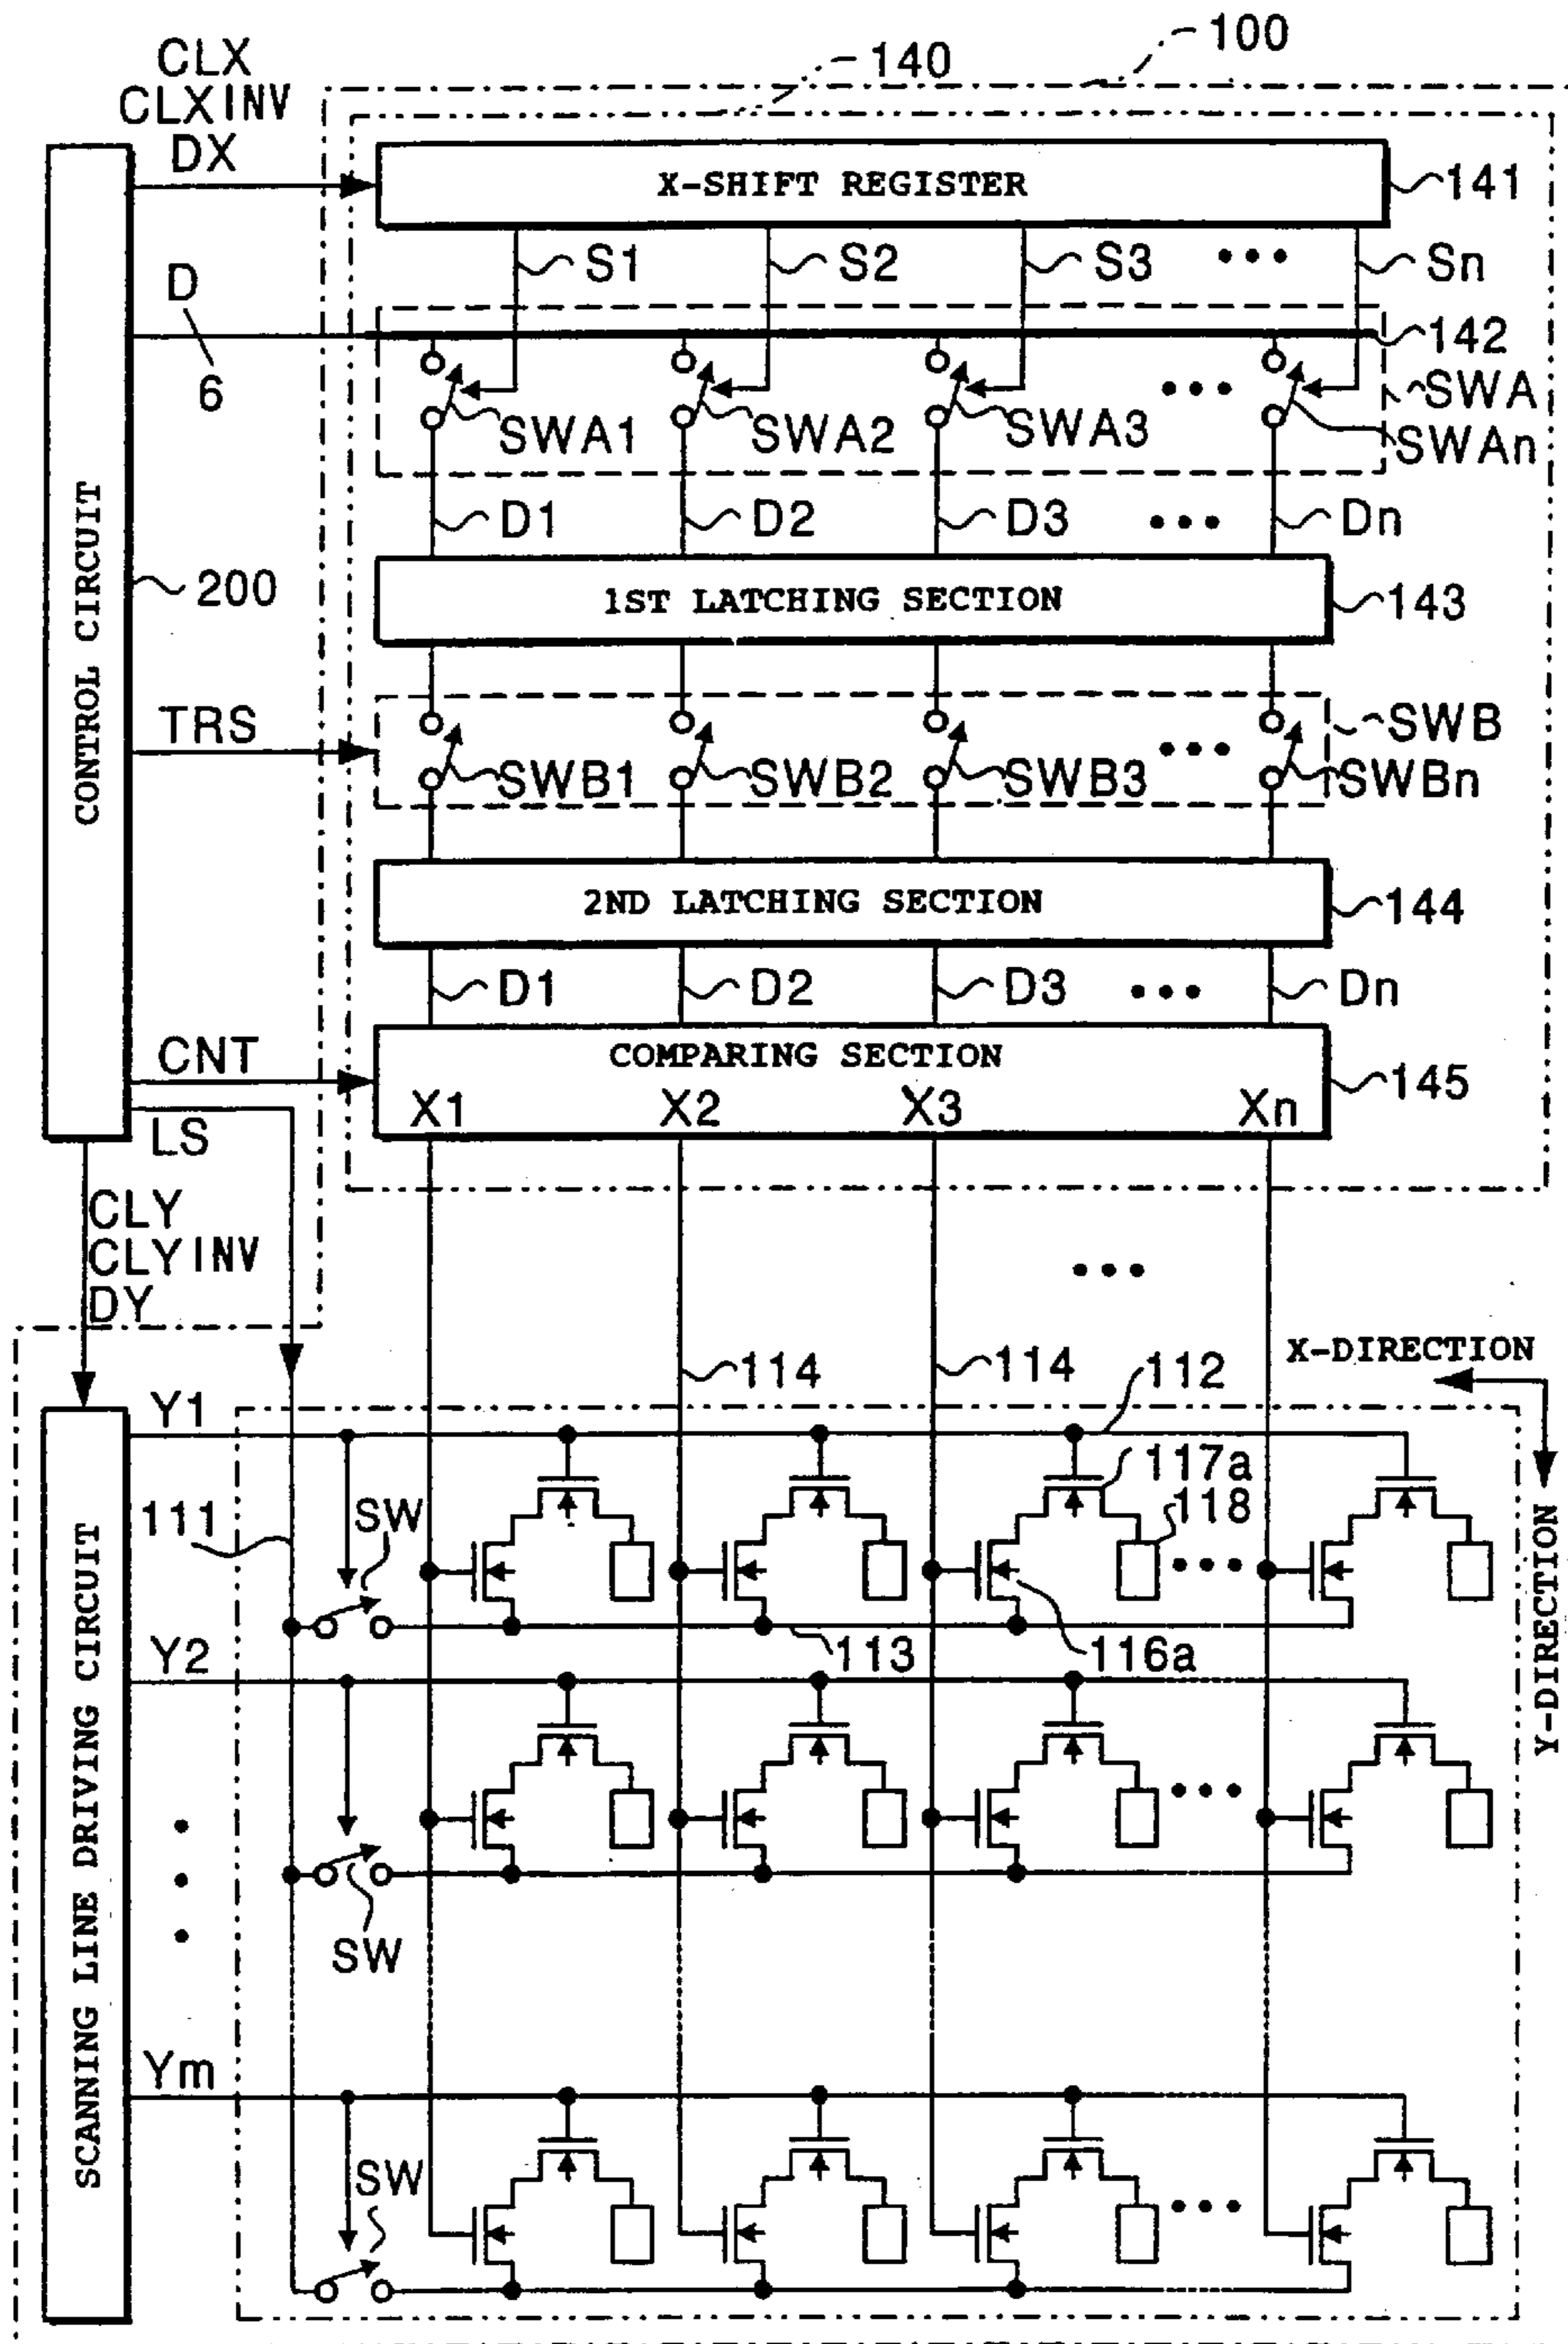 100
140
CLX
CLXINV
DX
X-SHIFT REGISTER
141
S1 S2 S3 ••• Sn
D
6
142
SWA
SWA1 SWA2 SWA3 ••• SWAn
D1 D2 D3 ••• Dn
CONTROL CIRCUIT
200
1ST LATCHING SECTION
143
TRS
SWB
SWB1 SWB2 SWB3 ••• SWBn
2ND LATCHING SECTION
144
D1 D2 D3 ••• Dn
CNT
COMPARING SECTION
145
X1 X2 X3 Xn
LS
CLY
CLYINV
DY
•••
X-DIRECTION
Y-DIRECTION
114 114 112
Y1
117a
118
111
SW
•••
113
116a
Y2
•••
SW
SCANNING LINE DRIVING CIRCUIT
Ym
SW
•••